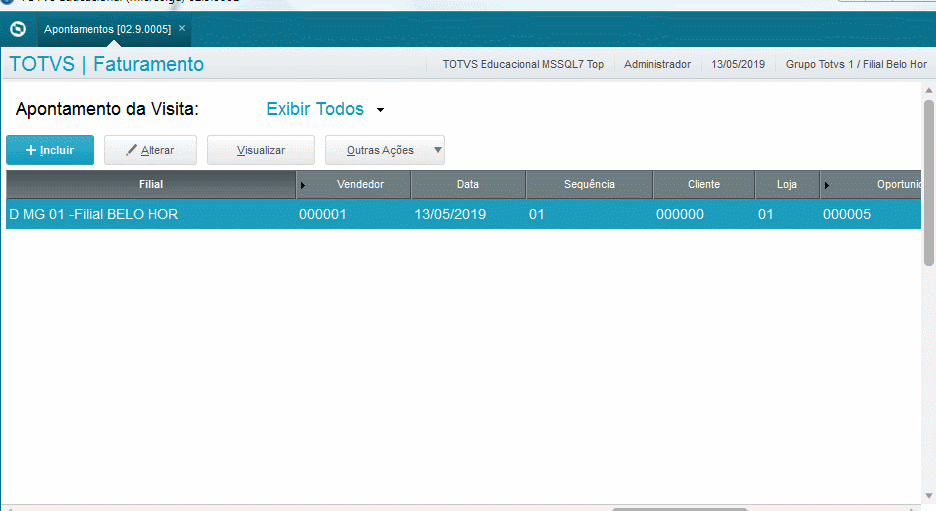 Apontamentos [02.9.0005] ×
TOTVS | Faturamento
TOTVS Educacional MSSQL7 Top Administrador 13/05/2019 Grupo Totvs 1 / Filial Belo Hor
Apontamento da Visita: Exibir Todos
+ Incluir Alterar Visualizar Outras Ações
Filial Vendedor Data Sequência Cliente Loja Oportunid
D MG 01 -Filial BELO HOR 000001 13/05/2019 01 000000 01 000005